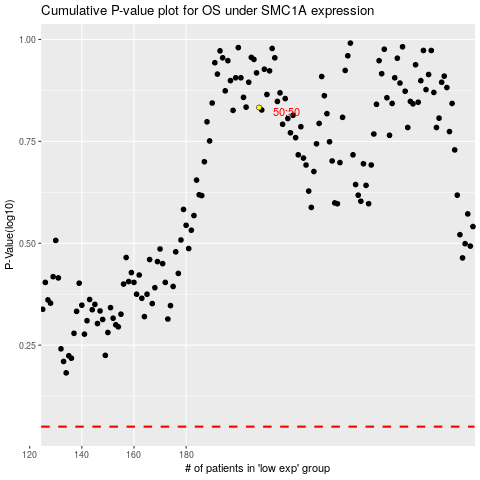 Cumulative P-value plot for OS under SMC1A expression
P-Value(log10)
1.00
0.75
0.50
0.25
50:50
120 140 160 180
# of patients in 'low exp' group